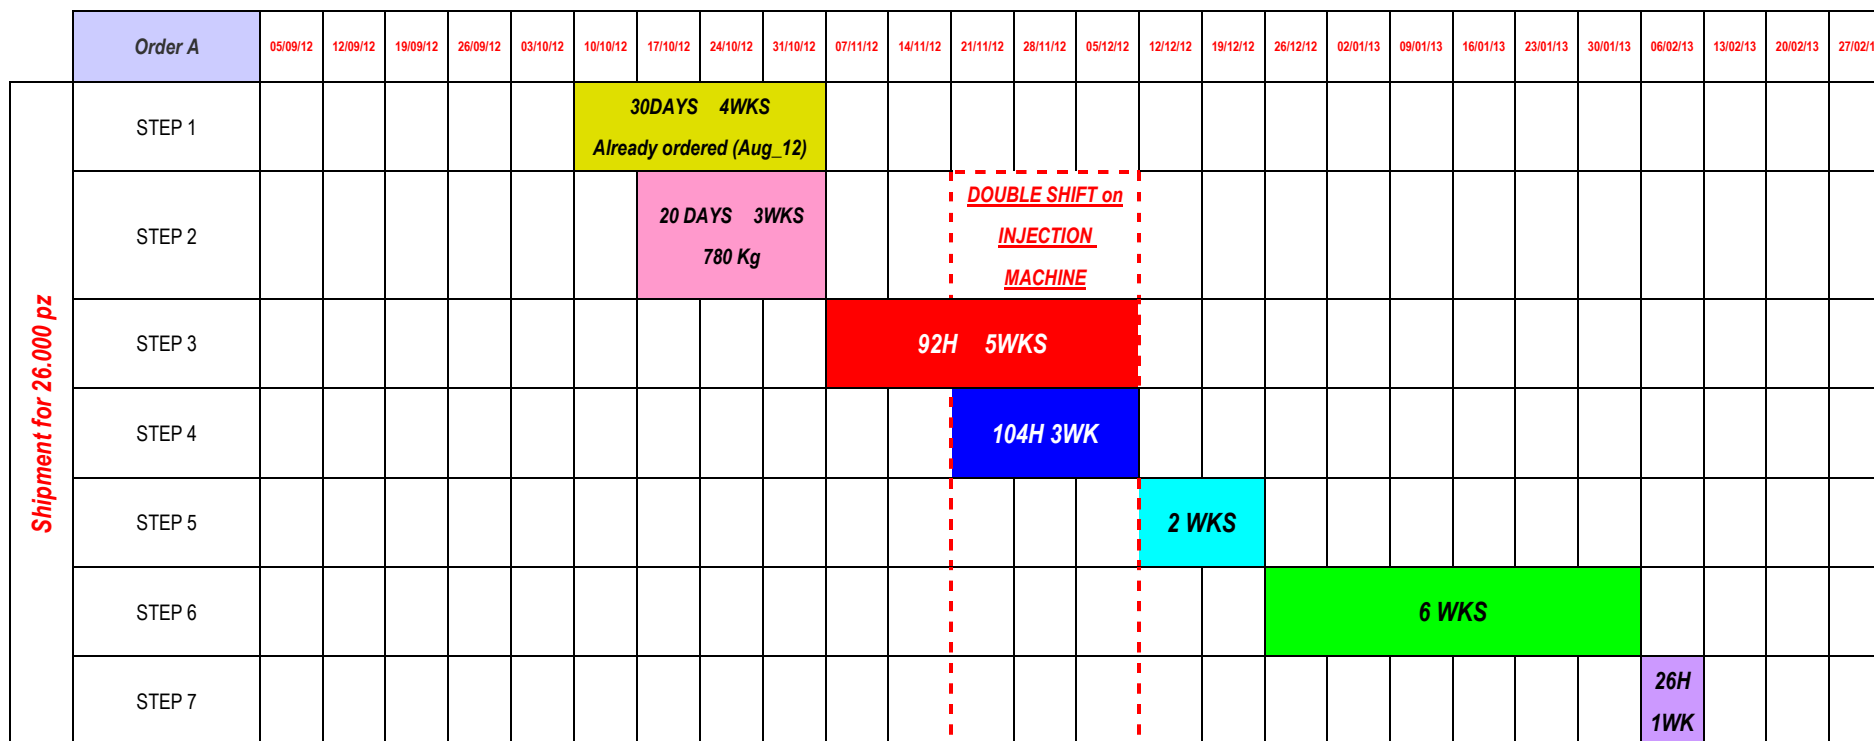 Order A 05/09/12 12/09/12 19/09/12 26/09/12 03/10/12 10/10/12 17/10/12 24/10/12 31/10/12 07/11/12 14/11/12 21/11/12 28/11/12 05/12/12 12/12/12 19/12/12 26/12/12 02/01/13 09/01/13 16/01/13 23/01/13 30/01/13 06/02/13 13/02/13 20/02/13 27/02/1
Shipment for 26.000 pz
STEP 1
30DAYS 4WKS
Already ordered (Aug_12)
STEP 2
20 DAYS 3WKS
780 Kg
DOUBLE SHIFT on
INJECTION
MACHINE
STEP 3
92H 5WKS
STEP 4
104H 3WK
STEP 5
2 WKS
STEP 6
6 WKS
STEP 7
26H
1WK